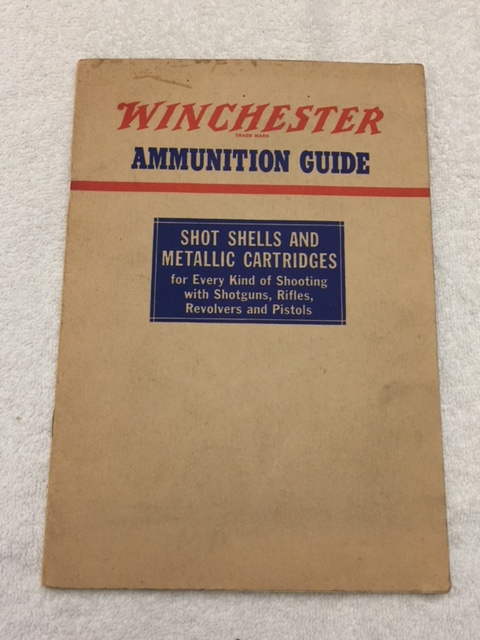 WINCHESTER
TRADE MARK
AMMUNITION GUIDE
SHOT SHELLS AND
METALLIC CARTRIDGES
for Every Kind of Shooting
with Shotguns, Rifles,
Revolvers and Pistols